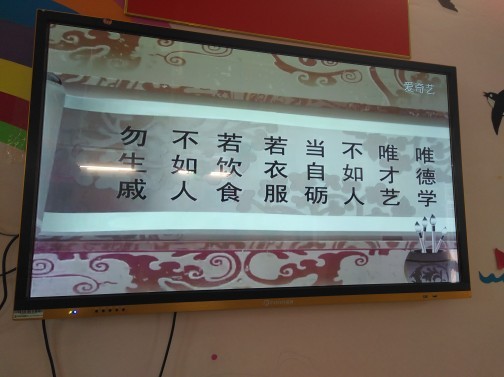 爱奇艺
唯德学
唯才艺
不如人
当自砺
若衣服
若饮食
不如人
勿生戚